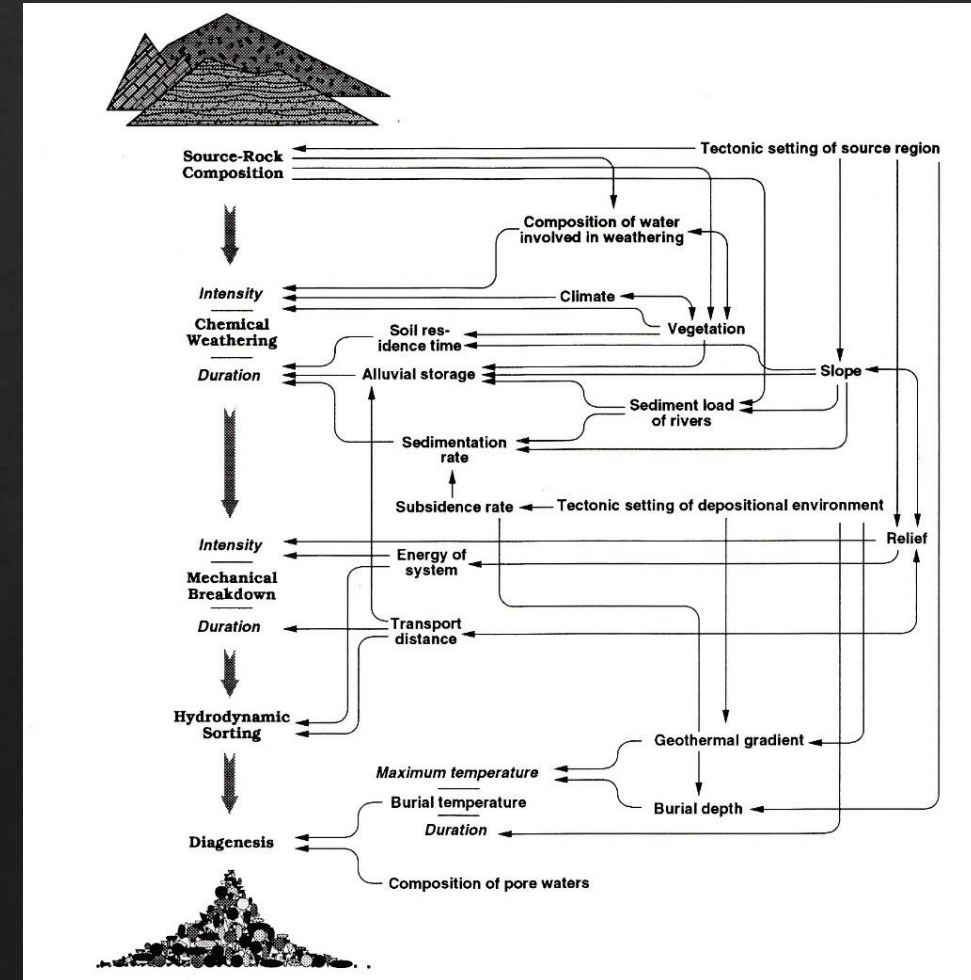 Tectonic setting of source region
Source-Rock
Composition
Composition of water
involved in weathering
Intensity
Climate
Chemical
Weathering
Vegetation
Soil res-
idence time
Duration
Alluvial storage
Slope
Sediment load
of rivers
Sedimentation
rate
Subsidence rate
Tectonic setting of depositional environment
Intensity
Relief
Energy of
system
Mechanical
Breakdown
Duration
Transport
distance
Hydrodynamic
Sorting
Geothermal gradient
Maximum temperature
Burial temperature
Burial depth
Duration
Diagenesis
Composition of pore waters